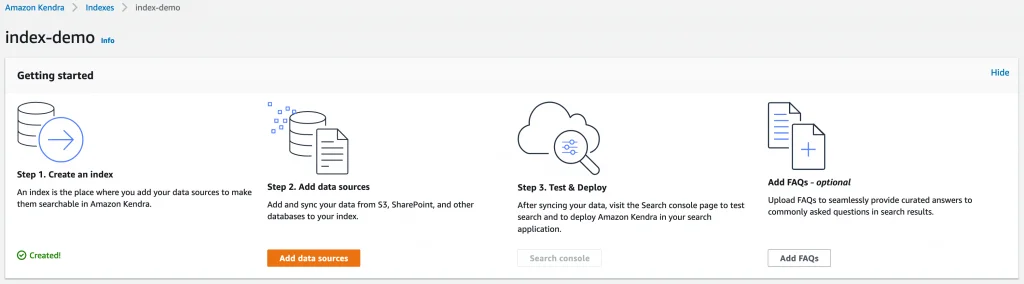 Amazon Kendra > Indexes > index-demo
index-demo Info
Getting started
Hide
Step 1. Create an index
An index is the place where you add your data sources to make
them searchable in Amazon Kendra.
Created!
Step 2. Add data sources
Add and sync your data from S3, SharePoint, and other
databases to your index.
Add data sources
Step 3. Test & Deploy
After syncing your data, visit the Search console page to test
search and to deploy Amazon Kendra in your search
application.
Search console
Add FAQs - optional
Upload FAQs to seamlessly provide curated answers to
commonly asked questions in search results.
Add FAQs